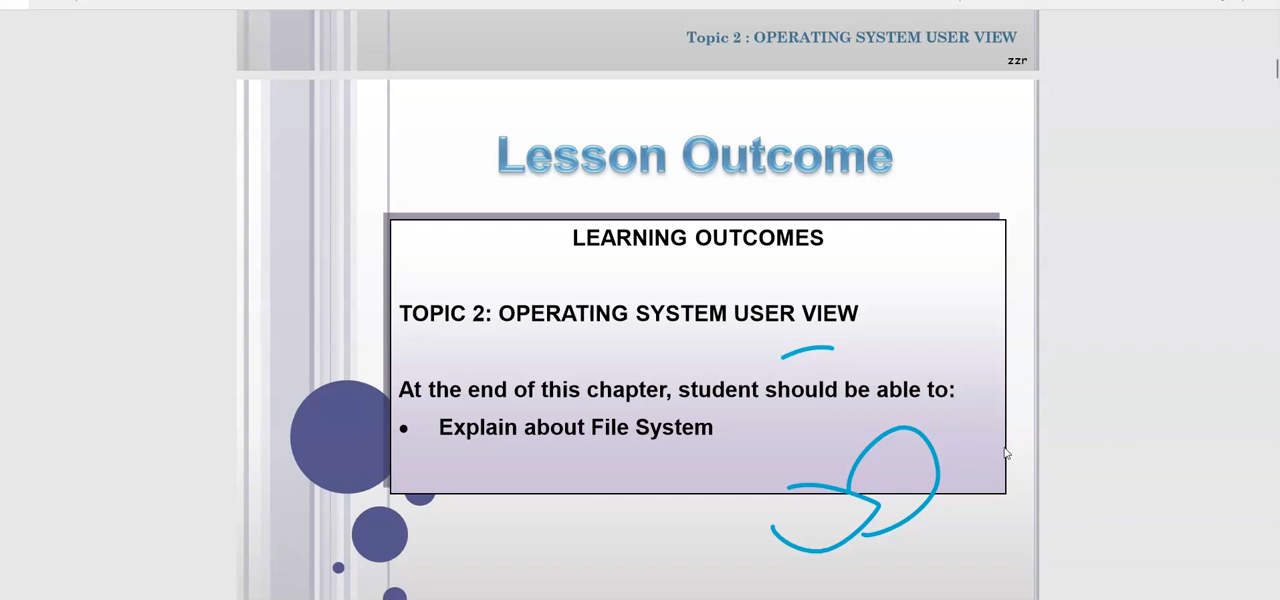 Topic 2 : OPERATING SYSTEM USER VIEW
zzr
Lesson Outcome
LEARNING OUTCOMES
TOPIC 2: OPERATING SYSTEM USER VIEW
At the end of this chapter, student should be able to:
• Explain about File System